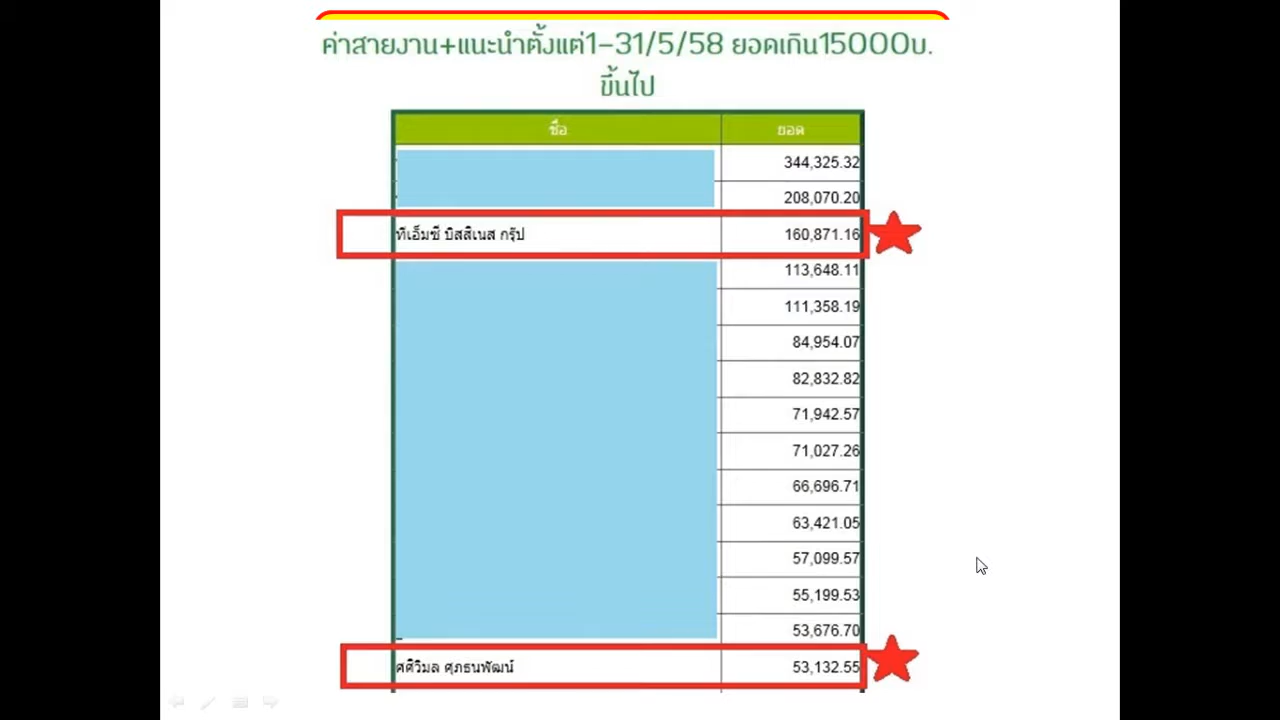 ค่าสายงาน+แนะนำตั้งแต่1-31/5/58 ยอดเกิน15000บ.
ขึ้นไป
ชื่อ ยอด
344,325.32
208,070.20
ทีเอ็มซี บิสสิเนส กรุ๊ป 160,871.16
113,648.11
111,358.19
84,954.07
82,832.82
71,942.57
71,027.26
66,696.71
63,421.05
57,099.57
55,199.53
53,676.70
ศศิวิมล ศุภธนพัฒน์ 53,132.55